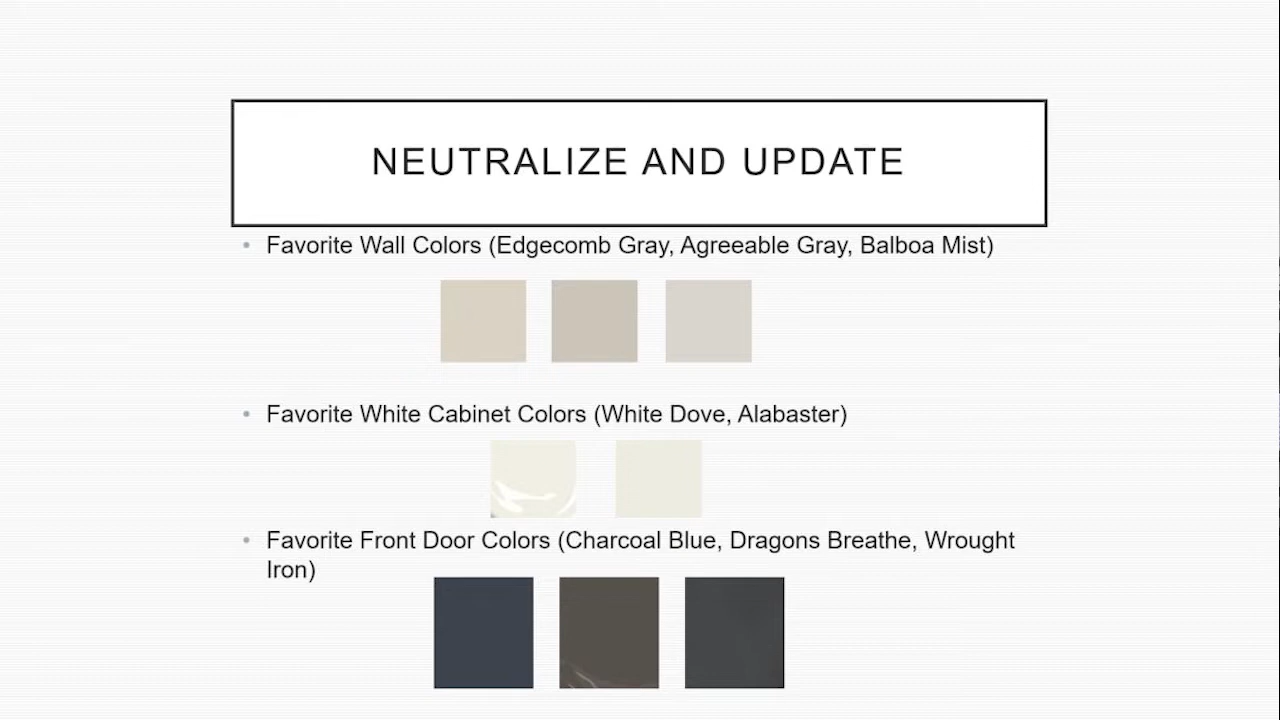 NEUTRALIZE AND UPDATE
• Favorite Wall Colors (Edgecomb Gray, Agreeable Gray, Balboa Mist)
• Favorite White Cabinet Colors (White Dove, Alabaster)
• Favorite Front Door Colors (Charcoal Blue, Dragons Breathe, Wrought
Iron)